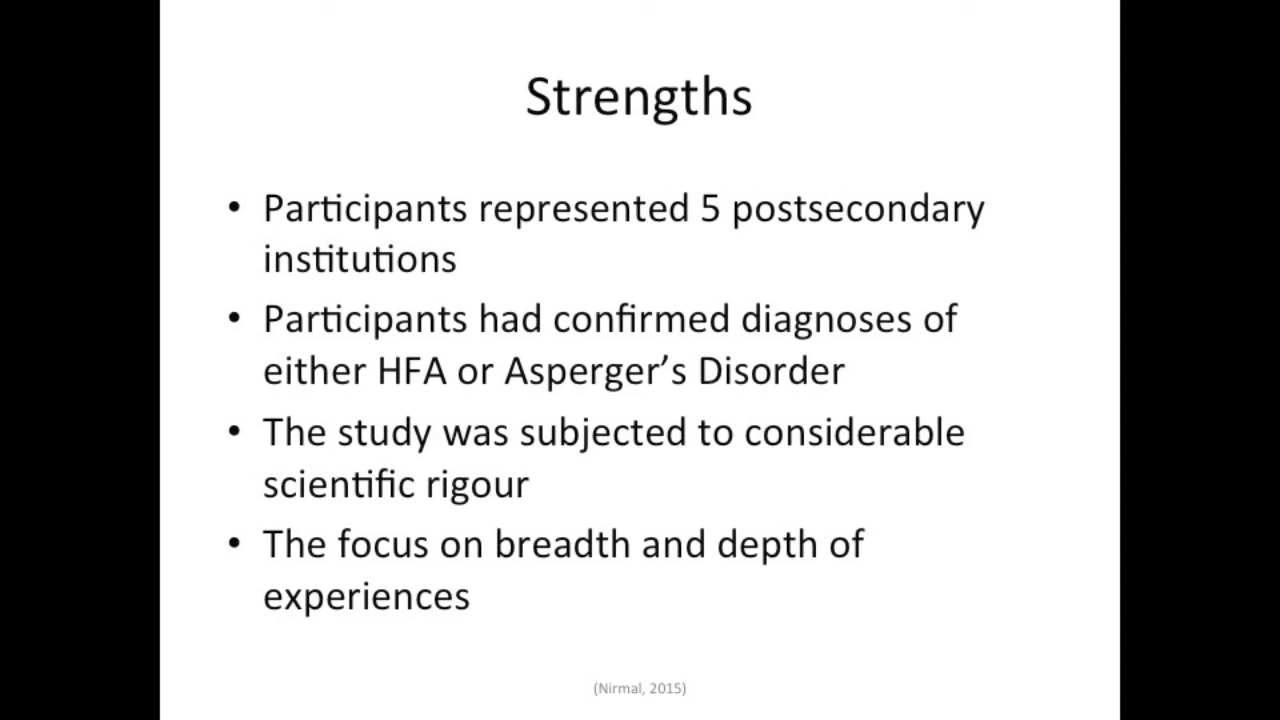 Strengths
• Participants represented 5 postsecondary
institutions
• Participants had confirmed diagnoses of
either HFA or Asperger’s Disorder
• The study was subjected to considerable
scientific rigour
• The focus on breadth and depth of
experiences
(Nirmal, 2015)